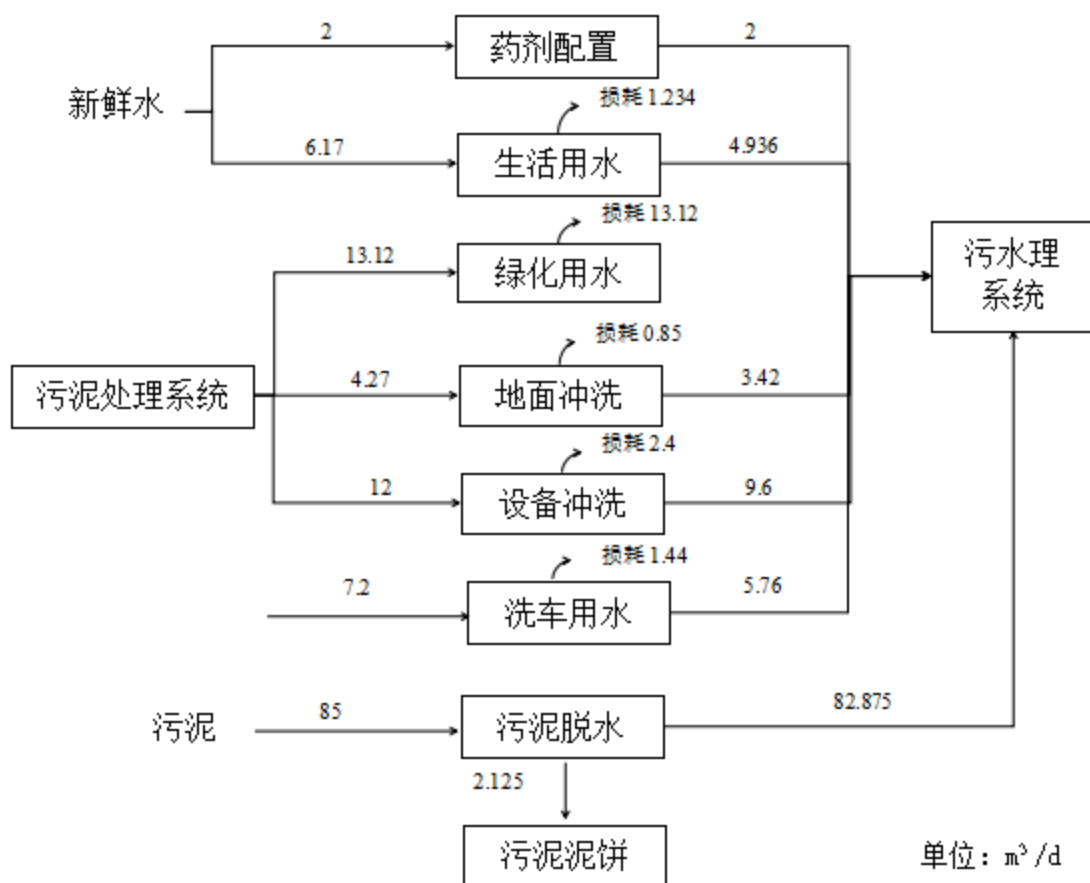 2
药剂配置
2
新鲜水
损耗 1.234
6.17
生活用水
4.936
损耗 13.12
13.12
绿化用水
污水理
系统
损耗 0.85
污泥处理系统
4.27
地面冲洗
3.42
损耗 2.4
12
设备冲洗
9.6
损耗 1.44
7.2
洗车用水
5.76
污泥
85
污泥脱水
82.875
2.125
污泥泥饼
单位：m³/d